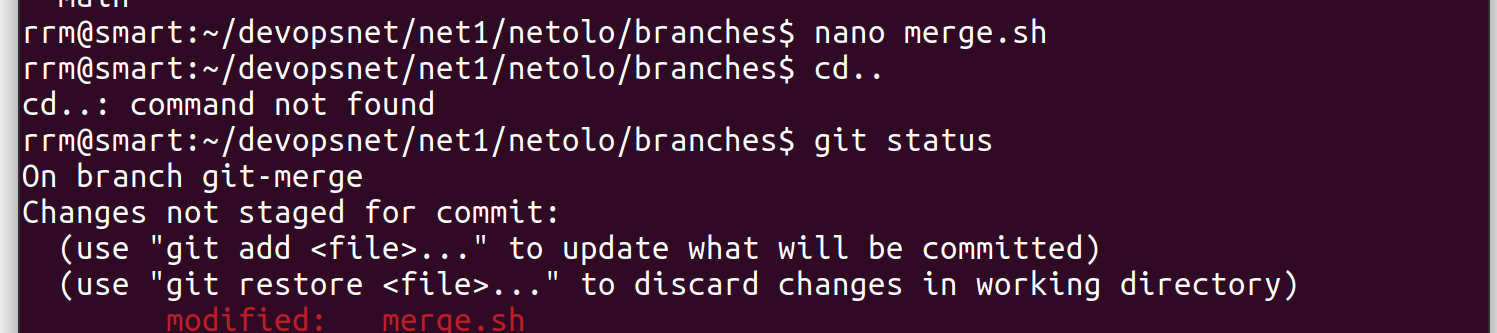 main
rrm@smart:~/devopsnet/net1/netolo/branches$ nano merge.sh
rrm@smart:~/devopsnet/net1/netolo/branches$ cd..
cd..: command not found
rrm@smart:~/devopsnet/net1/netolo/branches$ git status
On branch git-merge
Changes not staged for commit:
  (use "git add <file>..." to update what will be committed)
  (use "git restore <file>..." to discard changes in working directory)
        modified:   merge.sh